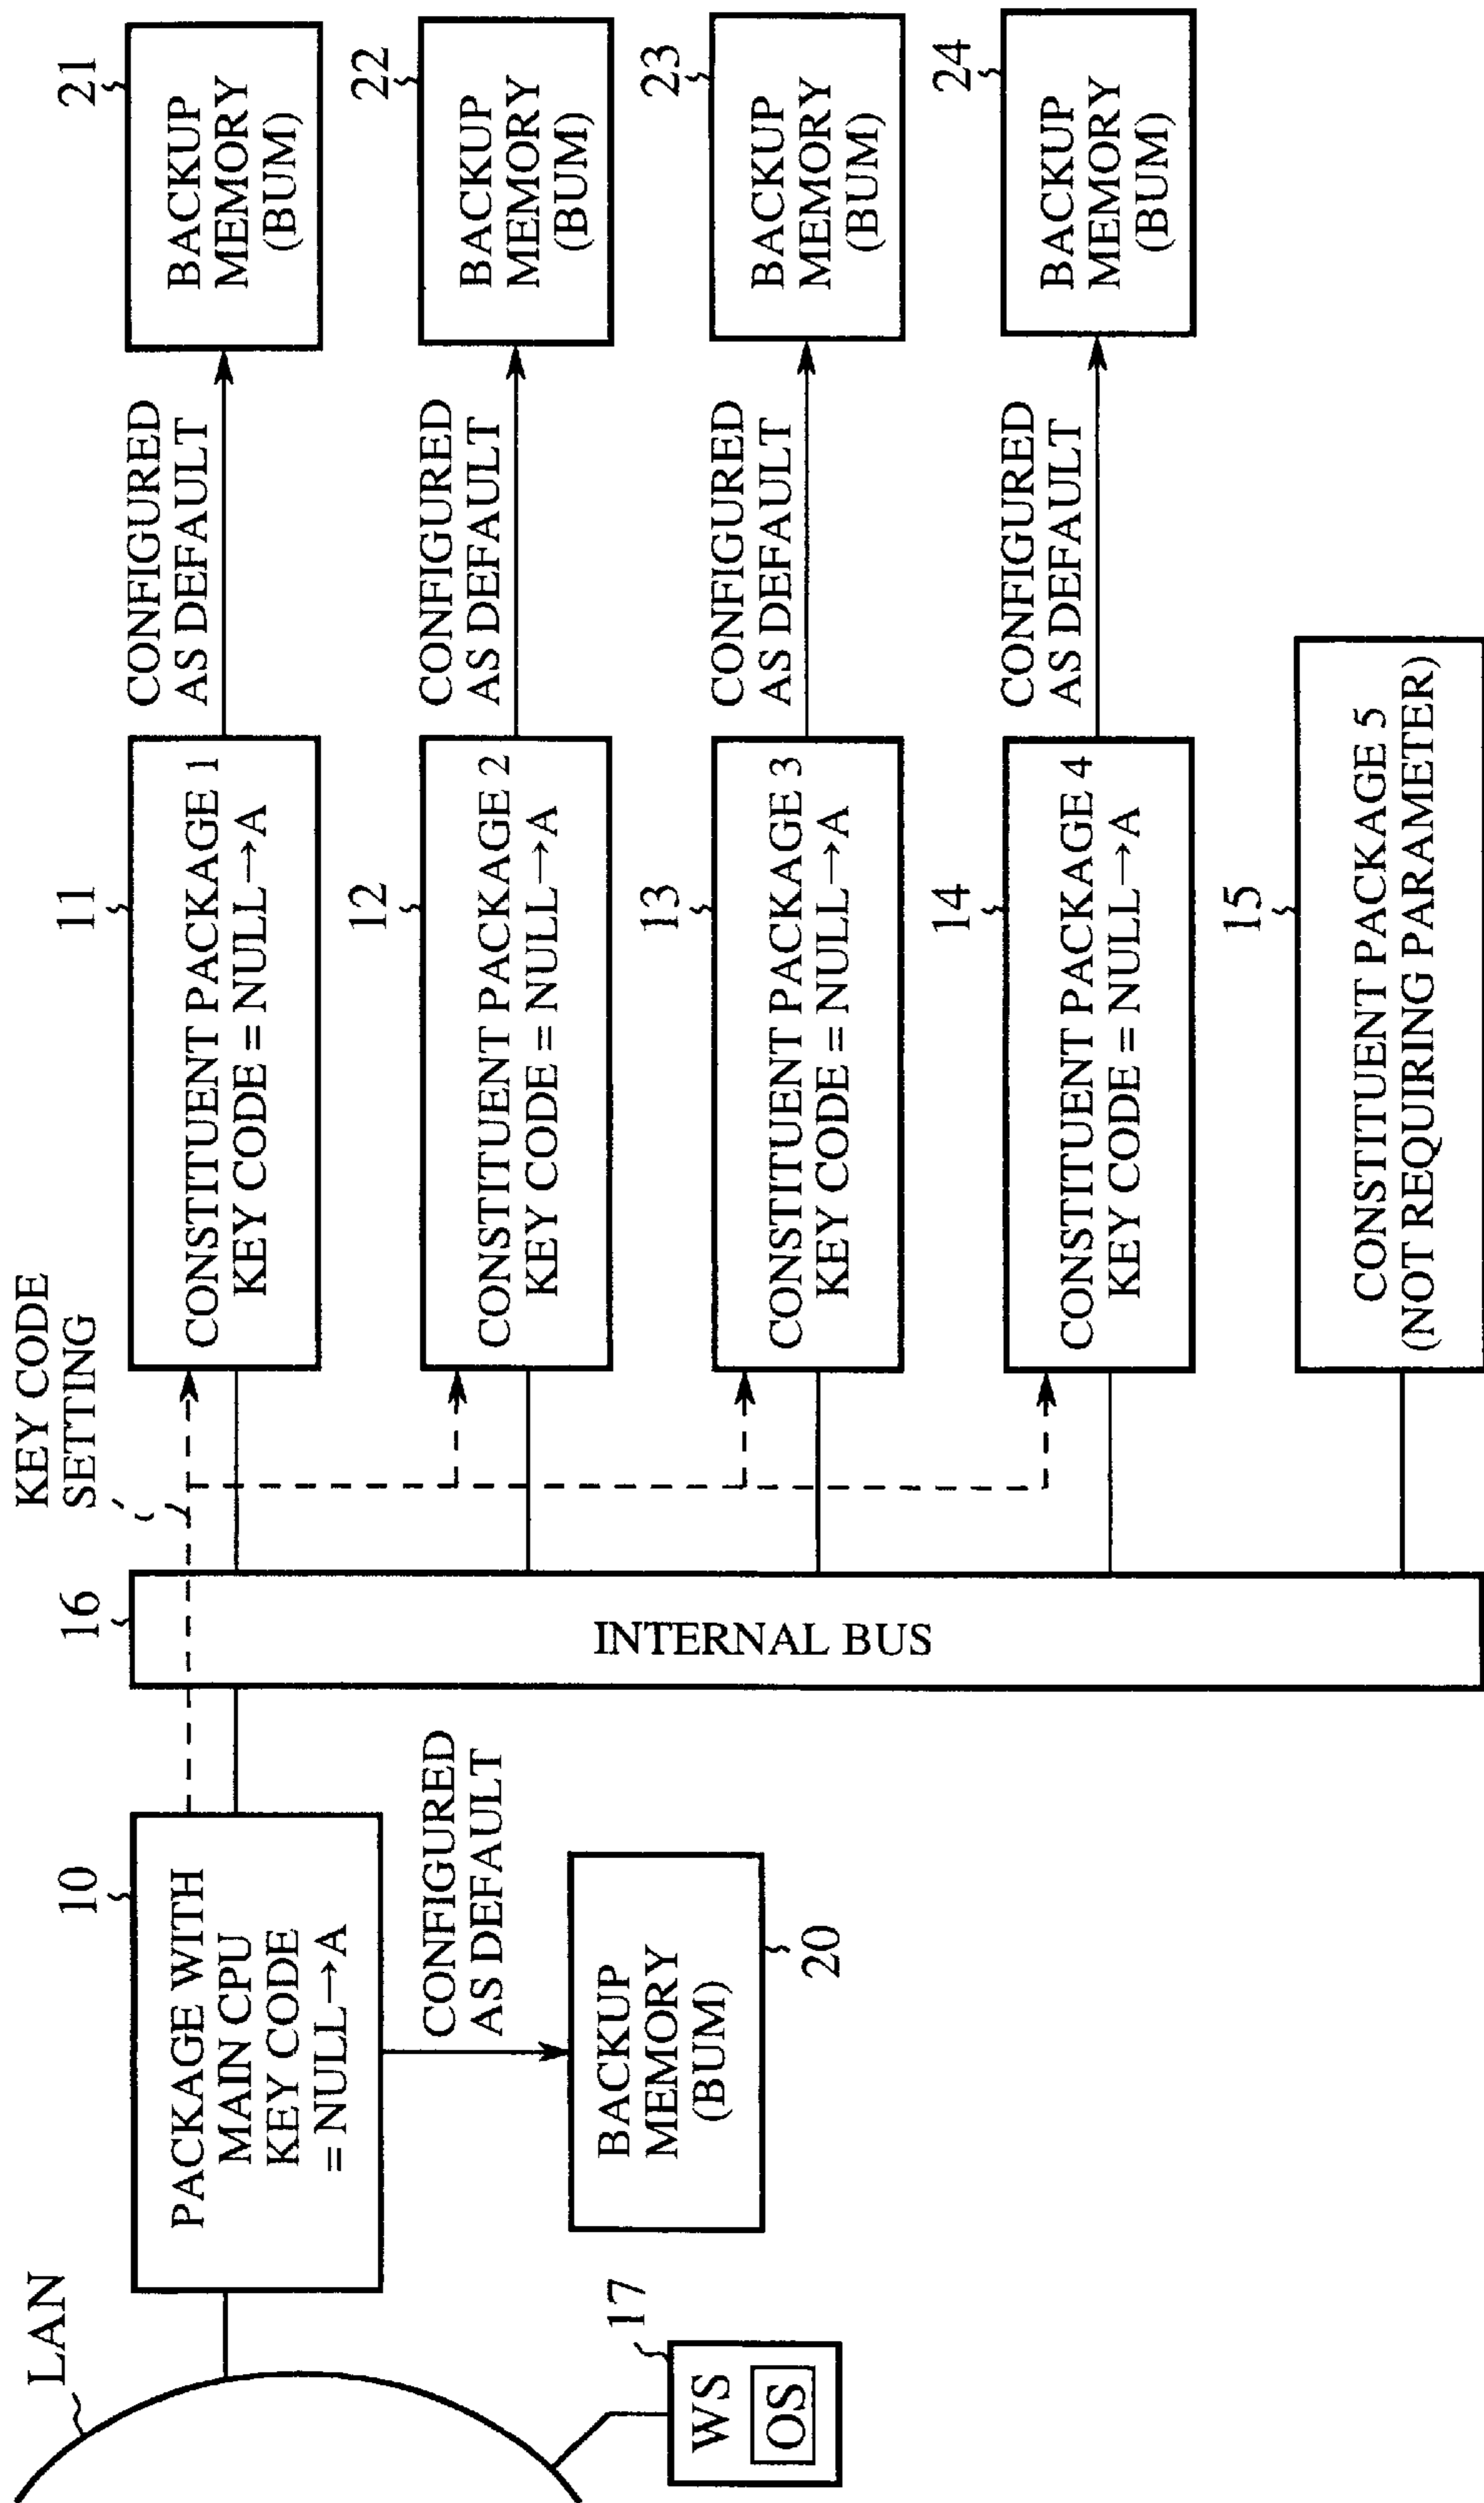 LAN
10
PACKAGE WITH
MAIN CPU
KEY CODE
= NULL→A
CONFIGURED
AS DEFAULT
BACKUP
MEMORY
(BUM)
20
17
WS
OS
16
INTERNAL BUS
KEY CODE
SETTING
11
CONSTITUENT PACKAGE 1
KEY CODE = NULL→A
CONFIGURED
AS DEFAULT
21
BACKUP
MEMORY
(BUM)
12
CONSTITUENT PACKAGE 2
KEY CODE = NULL→A
CONFIGURED
AS DEFAULT
22
BACKUP
MEMORY
(BUM)
13
CONSTITUENT PACKAGE 3
KEY CODE = NULL→A
CONFIGURED
AS DEFAULT
23
BACKUP
MEMORY
(BUM)
14
CONSTITUENT PACKAGE 4
KEY CODE = NULL→A
CONFIGURED
AS DEFAULT
24
BACKUP
MEMORY
(BUM)
15
CONSTITUENT PACKAGE 5
(NOT REQUIRING PARAMETER)